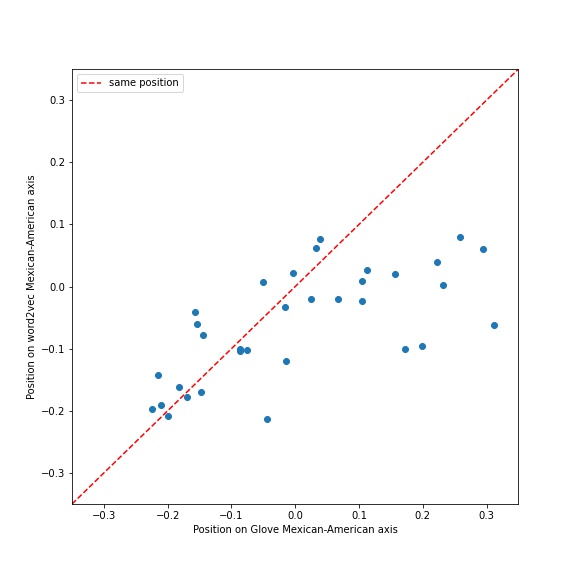 same position
0.3
0.2
0.1
0.0
−0.1
−0.2
−0.3
Position on word2vec Mexican-American axis
−0.3 −0.2 −0.1 0.0 0.1 0.2 0.3
Position on Glove Mexican-American axis